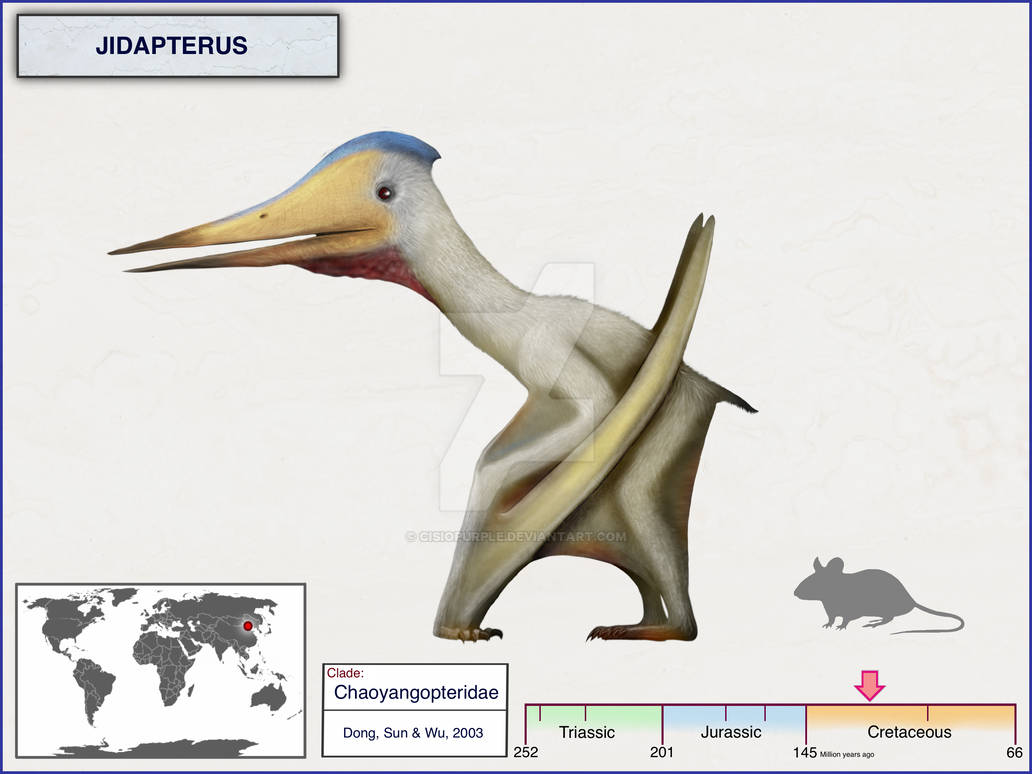 JIDAPTERUS
© CISIOPURPLE.DEVIANTART.COM
Clade:
Chaoyangopteridae
Dong, Sun & Wu, 2003
Triassic Jurassic Cretaceous
252 201 145 Million years ago 66